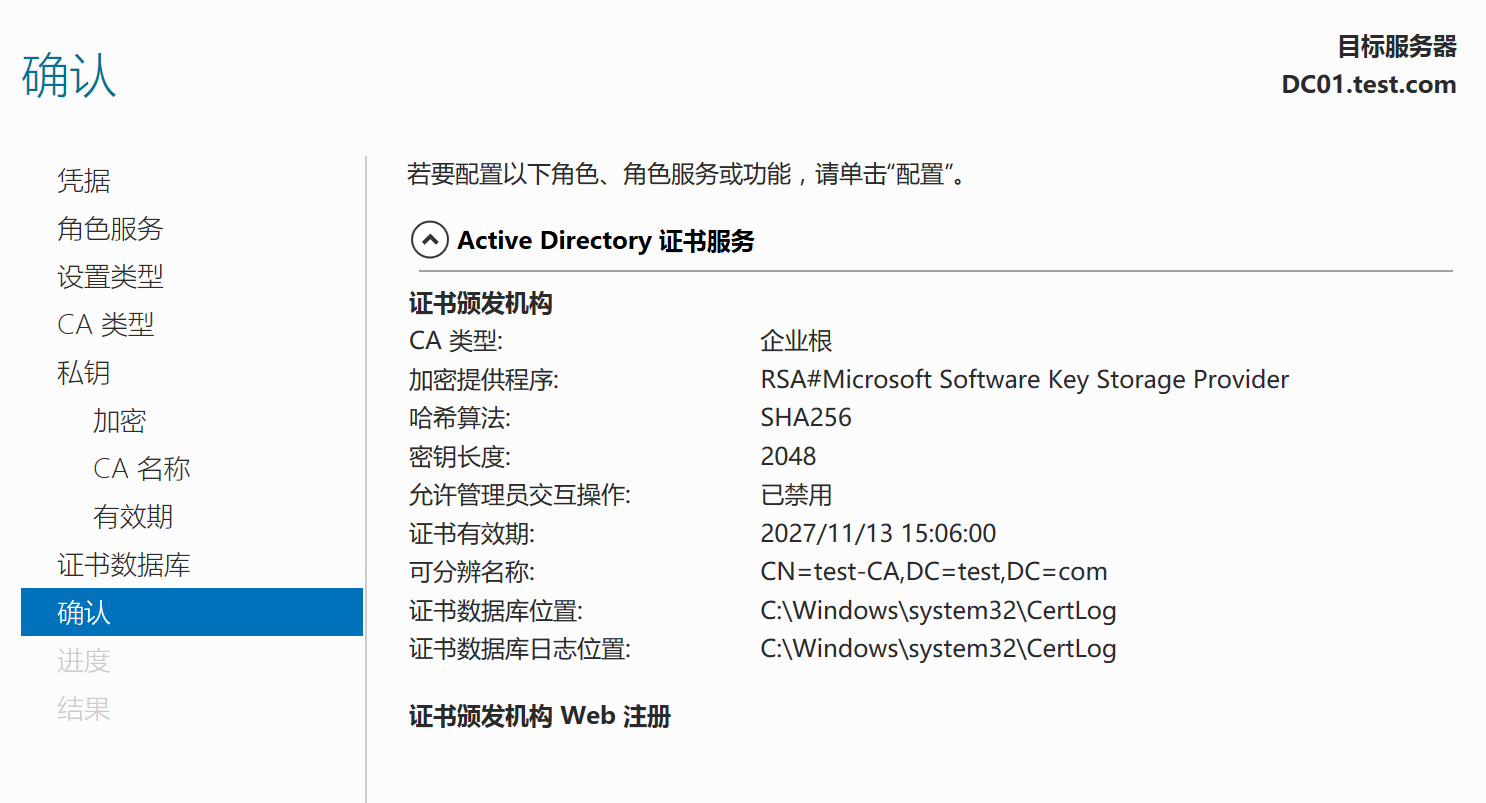 确认
目标服务器
DC01.test.com
凭据
角色服务
设置类型
CA 类型
私钥
加密
CA 名称
有效期
证书数据库
确认
进度
结果
若要配置以下角色、角色服务或功能，请单击“配置”。
Active Directory 证书服务
证书颁发机构
CA 类型: 企业根
加密提供程序: RSA#Microsoft Software Key Storage Provider
哈希算法: SHA256
密钥长度: 2048
允许管理员交互操作: 已禁用
证书有效期: 2027/11/13 15:06:00
可分辨名称: CN=test-CA,DC=test,DC=com
证书数据库位置: C:\Windows\system32\CertLog
证书数据库日志位置: C:\Windows\system32\CertLog
证书颁发机构 Web 注册